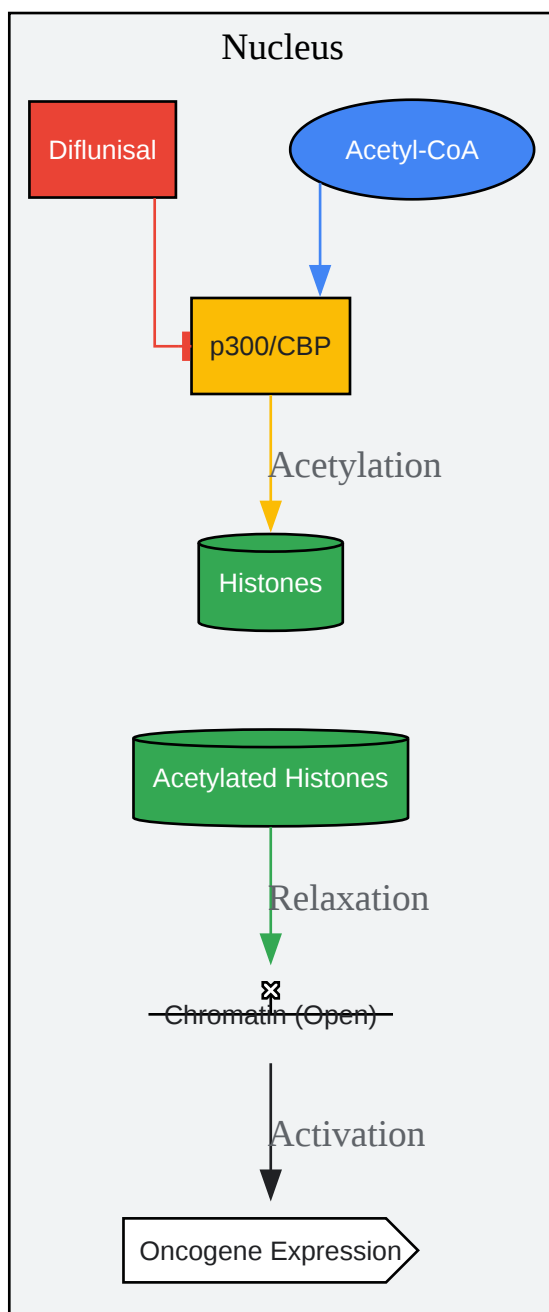 Nucleus
Diflunisal
Acetyl-CoA
p300/CBP
Acetylation
Histones
Acetylated Histones
Relaxation
Chromatin (Open)
Activation
Oncogene Expression